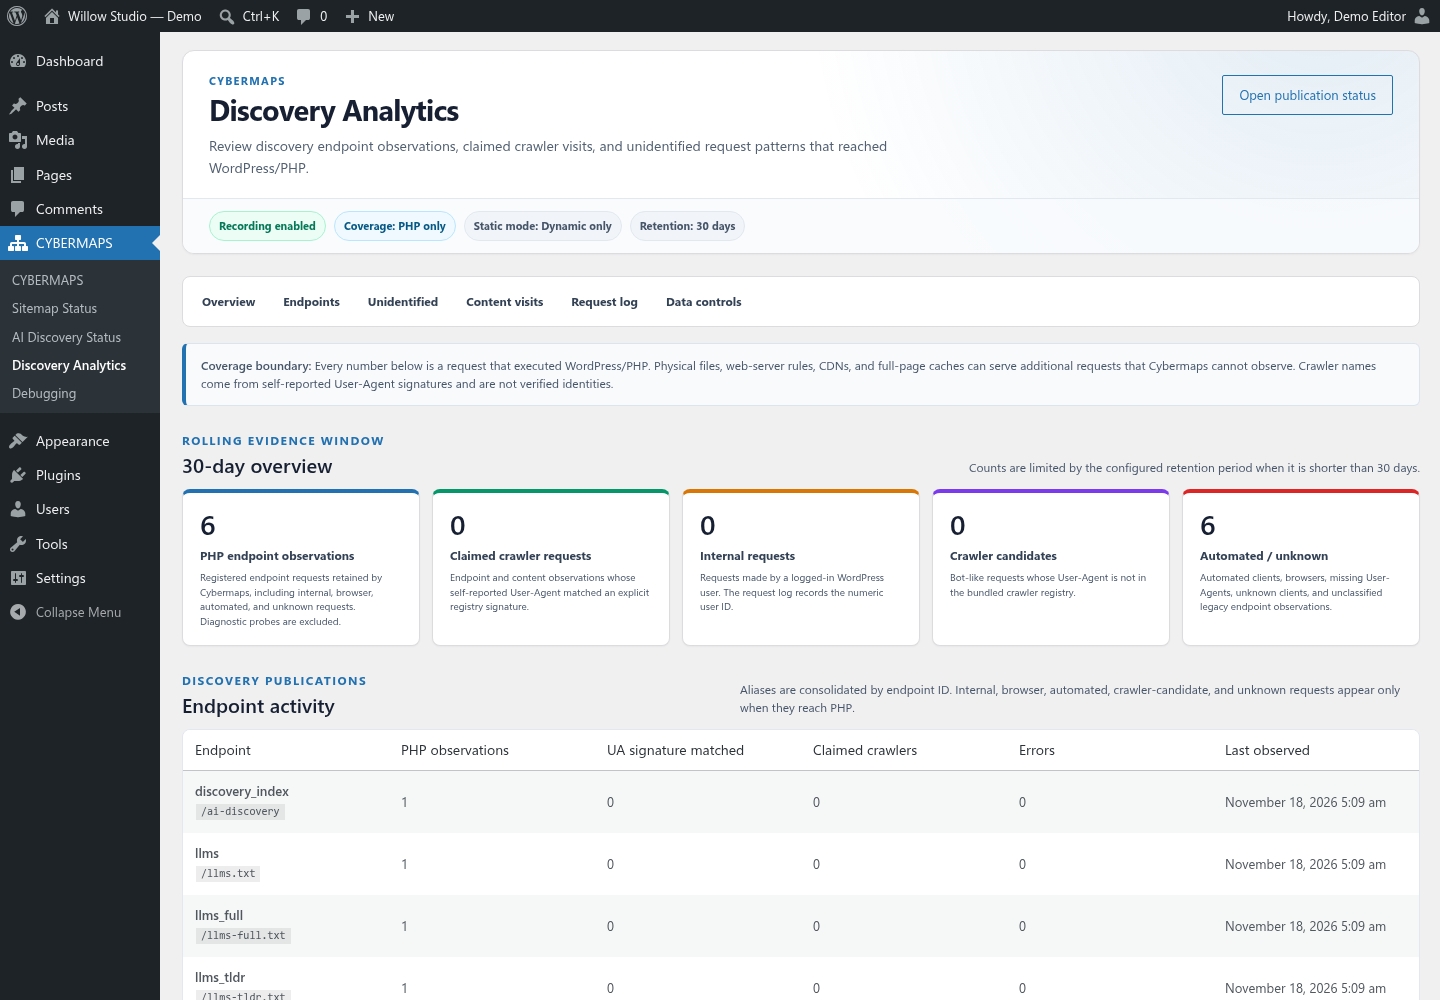 Willow Studio — Demo
Ctrl+K
0
New
Howdy, Demo Editor
Dashboard
Posts
Media
Pages
Comments
CYBERMAPS
CYBERMAPS
Sitemap Status
AI Discovery Status
Discovery Analytics
Debugging
Appearance
Plugins
Users
Tools
Settings
Collapse Menu
CYBERMAPS
Discovery Analytics
Review discovery endpoint observations, claimed crawler visits, and unidentified request patterns that reached
WordPress/PHP.
Open publication status
Recording enabled
Coverage: PHP only
Static mode: Dynamic only
Retention: 30 days
Overview
Endpoints
Unidentified
Content visits
Request log
Data controls
Coverage boundary: Every number below is a request that executed WordPress/PHP. Physical files, web-server rules, CDNs, and full-page caches can serve additional requests that Cybermaps cannot observe. Crawler names
come from self-reported User-Agent signatures and are not verified identities.
ROLLING EVIDENCE WINDOW
30-day overview
Counts are limited by the configured retention period when it is shorter than 30 days.
6
PHP endpoint observations
Registered endpoint requests retained by
Cybermaps, including internal, browser,
automated, and unknown requests.
Diagnostic probes are excluded.
0
Claimed crawler requests
Endpoint and content observations whose
self-reported User-Agent matched an explicit
registry signature.
0
Internal requests
Requests made by a logged-in WordPress
user. The request log records the numeric
user ID.
0
Crawler candidates
Bot-like requests whose User-Agent is not in
the bundled crawler registry.
6
Automated / unknown
Automated clients, browsers, missing User-
Agents, unknown clients, and unclassified
legacy endpoint observations.
DISCOVERY PUBLICATIONS
Endpoint activity
Aliases are consolidated by endpoint ID. Internal, browser, automated, crawler-candidate, and unknown requests appear only
when they reach PHP.
Endpoint PHP observations UA signature matched Claimed crawlers Errors Last observed
discovery_index
/ai-discovery
1 0 0 0 November 18, 2026 5:09 am
llms
/llms.txt
1 0 0 0 November 18, 2026 5:09 am
llms_full
/llms-full.txt
1 0 0 0 November 18, 2026 5:09 am
llms_tldr
/llms-tldr.txt
1 0 0 0 November 18, 2026 5:09 am